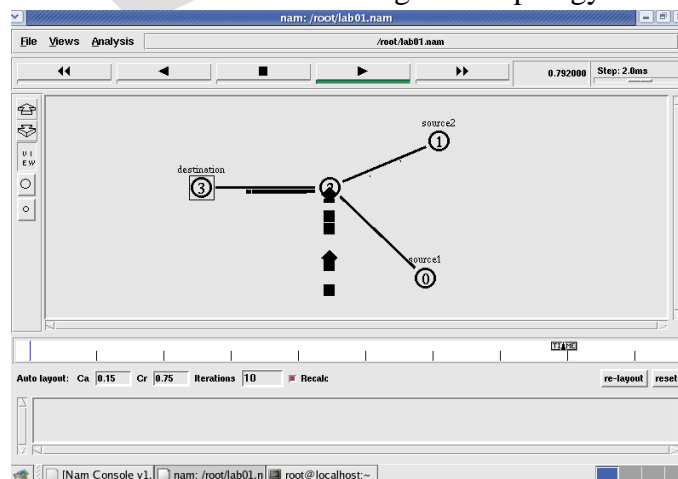 nam: /root/lab01.nam
File Views Analysis /root/lab01.nam
0.792000 Step: 2.0ms
VIEW
source2
1
destination
3
2
source1
0
TIME
Auto layout: Ca 0.15 Cr 0.75 Iterations 10 Recalc re-layout reset
[Nam Console v1. nam: /root/lab01.n root@localhost:~